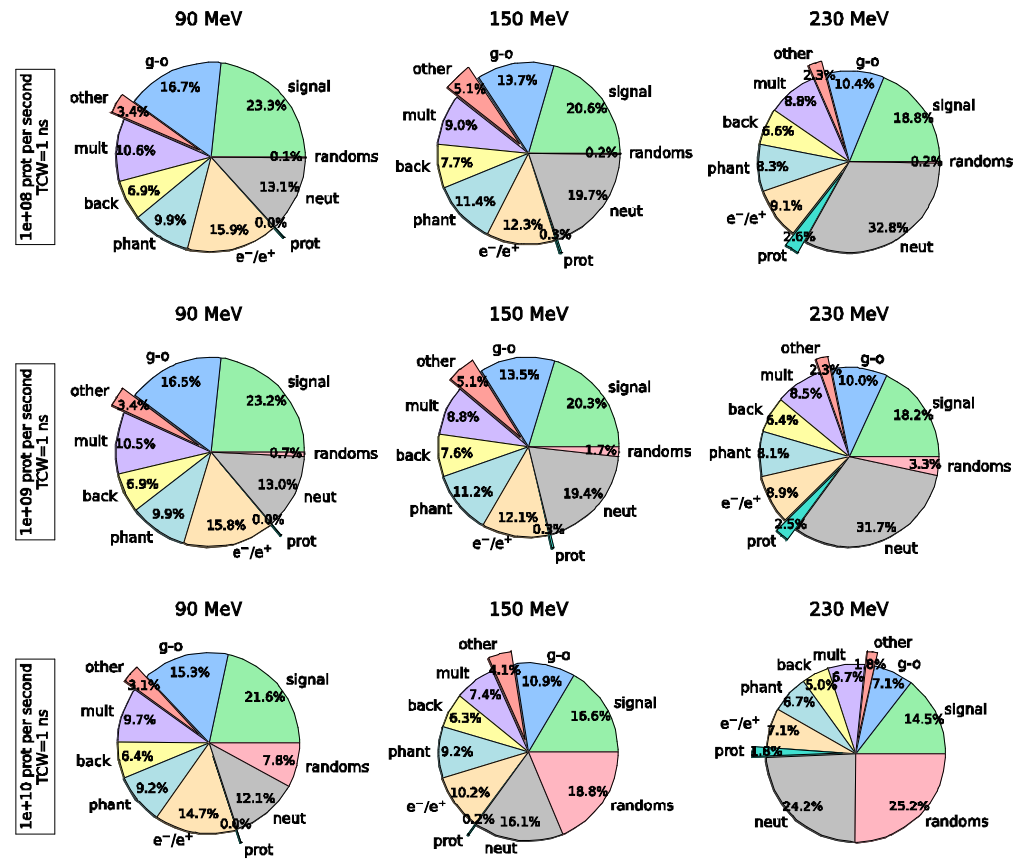 90 MeV
150 MeV
230 MeV
1e+08 prot per second
TCW=1 ns
g-o
16.7%
signal
23.3%
other
3.4%
mult
10.6%
back
6.9%
phant
9.9%
e⁻/e⁺
15.9%
prot
0.0%
neut
13.1%
randoms
0.1%
g-o
13.7%
signal
20.6%
other
5.1%
mult
9.0%
back
7.7%
phant
11.4%
e⁻/e⁺
12.3%
prot
0.3%
neut
19.7%
randoms
0.2%
g-o
10.4%
signal
18.8%
other
2.3%
mult
8.8%
back
6.6%
phant
8.3%
e⁻/e⁺
9.1%
prot
2.6%
neut
32.8%
randoms
0.2%
90 MeV
150 MeV
230 MeV
1e+09 prot per second
TCW=1 ns
g-o
16.5%
signal
23.2%
other
3.4%
mult
10.5%
back
6.9%
phant
9.9%
e⁻/e⁺
15.8%
prot
0.0%
neut
13.0%
randoms
0.7%
g-o
13.5%
signal
20.3%
other
5.1%
mult
8.8%
back
7.6%
phant
11.2%
e⁻/e⁺
12.1%
prot
0.3%
neut
19.4%
randoms
1.7%
g-o
10.0%
signal
18.2%
other
2.3%
mult
8.5%
back
6.4%
phant
8.1%
e⁻/e⁺
8.9%
prot
2.5%
neut
31.7%
randoms
3.3%
90 MeV
150 MeV
230 MeV
1e+10 prot per second
TCW=1 ns
g-o
15.3%
signal
21.6%
other
3.1%
mult
9.7%
back
6.4%
phant
9.2%
e⁻/e⁺
14.7%
prot
0.0%
neut
12.1%
randoms
7.8%
g-o
10.9%
signal
16.6%
other
4.1%
mult
7.4%
back
6.3%
phant
9.2%
e⁻/e⁺
10.2%
prot
0.2%
neut
16.1%
randoms
18.8%
g-o
7.1%
signal
14.5%
other
1.8%
mult
6.7%
back
5.0%
phant
6.7%
e⁻/e⁺
7.1%
prot
1.8%
neut
24.2%
randoms
25.2%